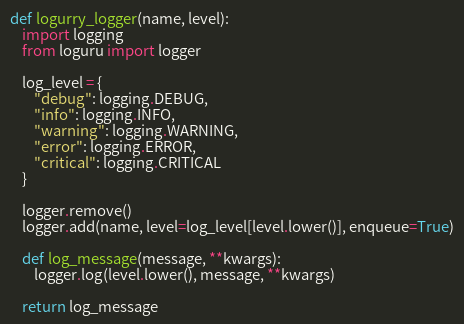 def logurry_logger(name, level):
    import logging
    from loguru import logger

    log_level = {
        "debug": logging.DEBUG,
        "info": logging.INFO,
        "warning": logging.WARNING,
        "error": logging.ERROR,
        "critical": logging.CRITICAL
    }

    logger.remove()
    logger.add(name, level=log_level[level.lower()], enqueue=True)

    def log_message(message, **kwargs):
        logger.log(level.lower(), message, **kwargs)

    return log_message